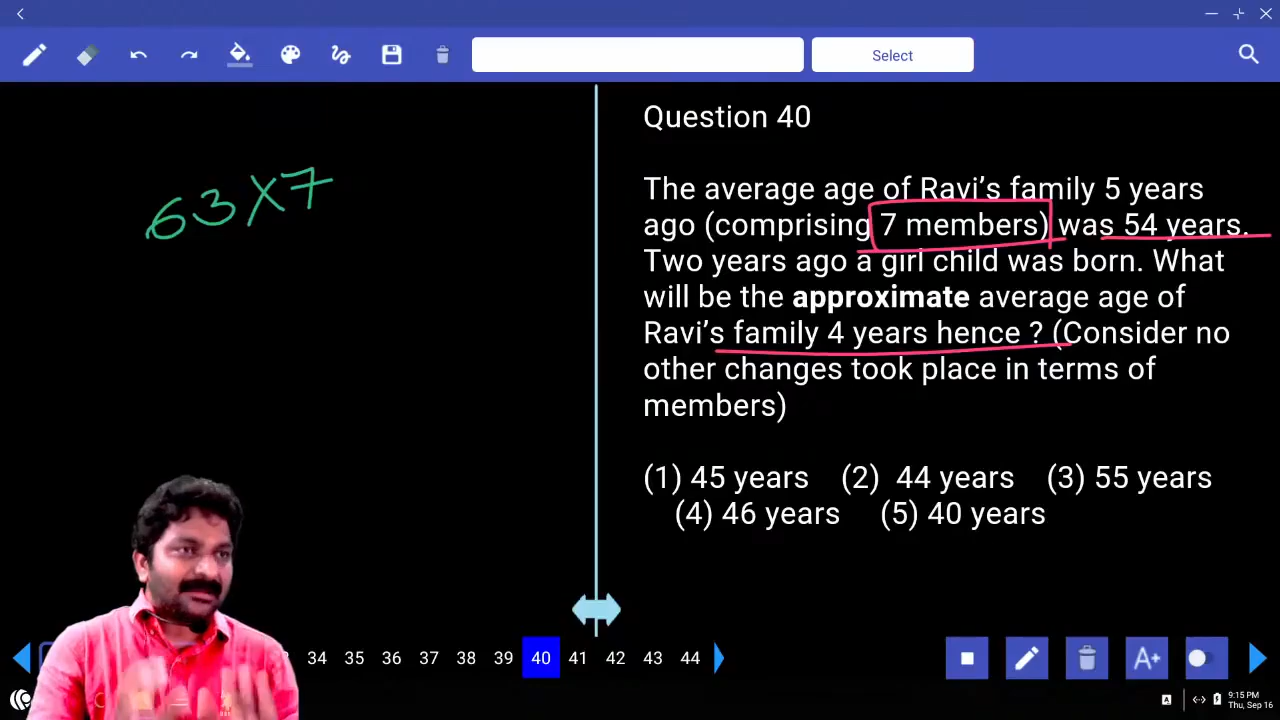 Select
63X7
Question 40
The average age of Ravi's family 5 years
ago (comprising 7 members) was 54 years.
Two years ago a girl child was born. What
will be the approximate average age of
Ravi's family 4 years hence ? (Consider no
other changes took place in terms of
members)
(1) 45 years (2) 44 years (3) 55 years
(4) 46 years (5) 40 years
34 35 36 37 38 39 40 41 42 43 44
A+
A
9:15 PM
Thu, Sep 16